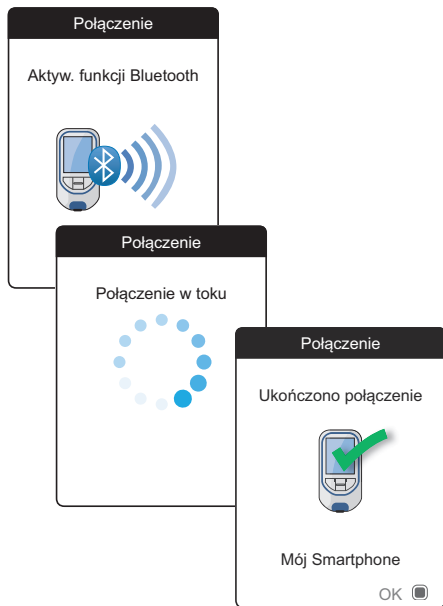 Połączenie
Aktyw. funkcji Bluetooth
Połączenie
Połączenie w toku
Połączenie
Ukończono połączenie
Mój Smartphone
OK